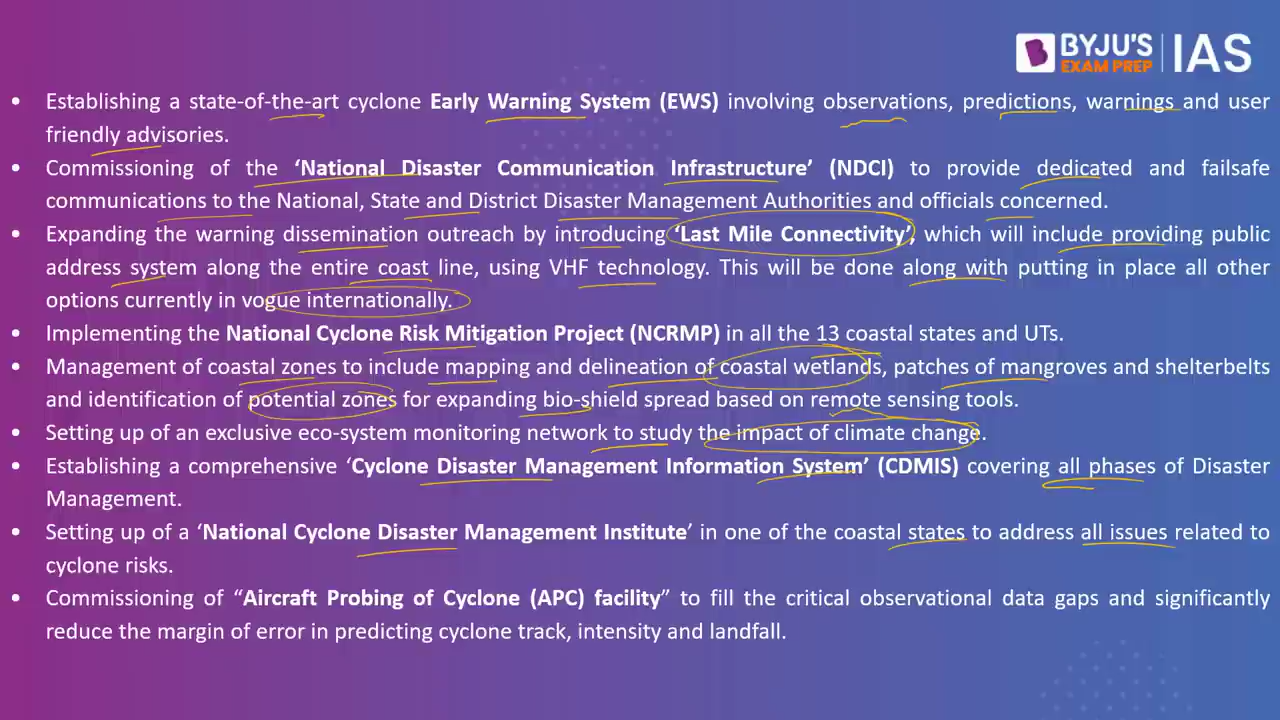 BYJU'S
EXAM PREP
IAS
• Establishing a state-of-the-art cyclone Early Warning System (EWS) involving observations, predictions, warnings and user
friendly advisories.
• Commissioning of the ‘National Disaster Communication Infrastructure’ (NDCI) to provide dedicated and failsafe
communications to the National, State and District Disaster Management Authorities and officials concerned.
• Expanding the warning dissemination outreach by introducing ‘Last Mile Connectivity’, which will include providing public
address system along the entire coast line, using VHF technology. This will be done along with putting in place all other
options currently in vogue internationally.
• Implementing the National Cyclone Risk Mitigation Project (NCRMP) in all the 13 coastal states and UTs.
• Management of coastal zones to include mapping and delineation of coastal wetlands, patches of mangroves and shelterbelts
and identification of potential zones for expanding bio-shield spread based on remote sensing tools.
• Setting up of an exclusive eco-system monitoring network to study the impact of climate change.
• Establishing a comprehensive ‘Cyclone Disaster Management Information System’ (CDMIS) covering all phases of Disaster
Management.
• Setting up of a ‘National Cyclone Disaster Management Institute’ in one of the coastal states to address all issues related to
cyclone risks.
• Commissioning of “Aircraft Probing of Cyclone (APC) facility” to fill the critical observational data gaps and significantly
reduce the margin of error in predicting cyclone track, intensity and landfall.